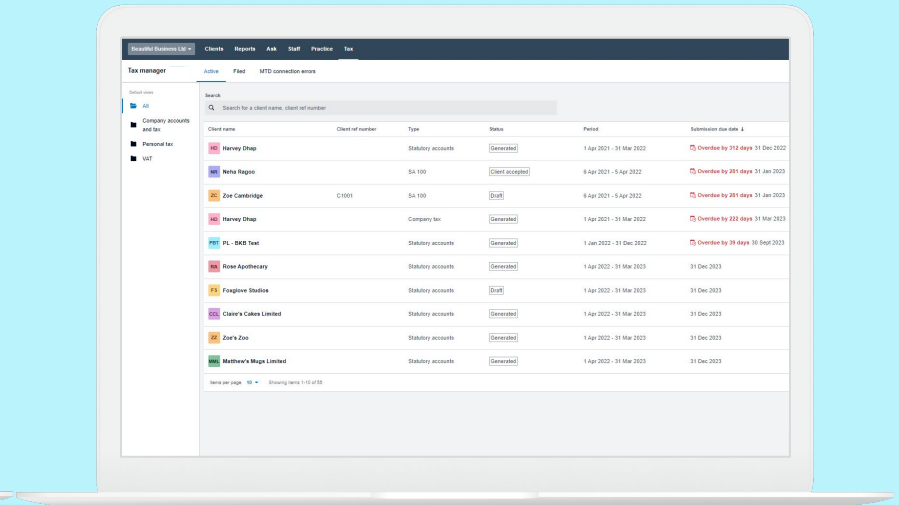 Beautiful Business Ltd Clients Reports Ask Staff Practice Tax
Tax manager Active Filed MTD connection errors
Default views
All
Company accounts
and tax
Personal tax
VAT
Search
Search for a client name, client ref number
Client name Client ref number Type Status Period Submission due date ↓
HD Harvey Dhap Statutory accounts Generated 1 Apr 2021 - 31 Mar 2022 Overdue by 312 days 31 Dec 2022
NR Neha Ragoo SA 100 Client accepted 6 Apr 2021 - 5 Apr 2022 Overdue by 281 days 31 Jan 2023
ZC Zoe Cambridge C1001 SA 100 Draft 6 Apr 2021 - 5 Apr 2022 Overdue by 281 days 31 Jan 2023
HD Harvey Dhap Company tax Generated 1 Apr 2021 - 31 Mar 2022 Overdue by 222 days 31 Mar 2023
PBT PL - BKB Test Statutory accounts Generated 1 Jan 2022 - 31 Dec 2022 Overdue by 39 days 30 Sept 2023
RA Rose Apothecary Statutory accounts Generated 1 Apr 2022 - 31 Mar 2023 31 Dec 2023
FS Foxglove Studios Statutory accounts Draft 1 Apr 2022 - 31 Mar 2023 31 Dec 2023
CCL Claire's Cakes Limited Statutory accounts Generated 1 Apr 2022 - 31 Mar 2023 31 Dec 2023
ZZ Zoe's Zoo Statutory accounts Generated 1 Apr 2022 - 31 Mar 2023 31 Dec 2023
MML Matthew's Mugs Limited Statutory accounts Generated 1 Apr 2022 - 31 Mar 2023 31 Dec 2023
Items per page 10 Showing items 1-10 of